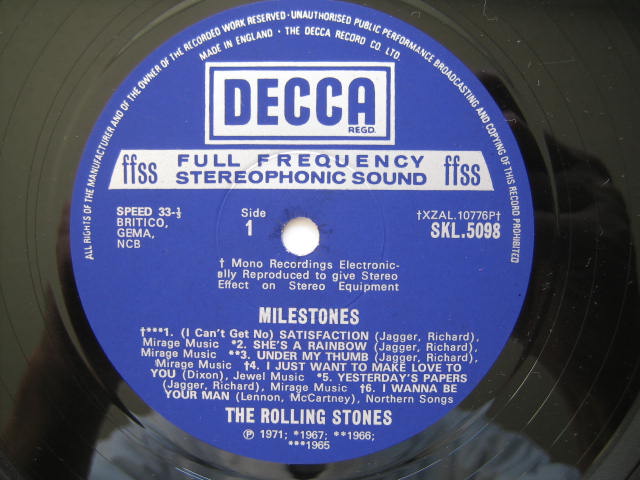 ALL RIGHTS OF THE MANUFACTURER AND OF THE OWNER OF THE RECORDED WORK RESERVED · UNAUTHORISED PUBLIC PERFORMANCE BROADCASTING AND COPYING OF THIS RECORD PROHIBITED
MADE IN ENGLAND · THE DECCA RECORD CO. LTD.
DECCA
REGD.
ffss FULL FREQUENCY STEREOPHONIC SOUND ffss
SPEED 33-⅓
BRITICO,
GEMA,
NCB
Side
1
†XZAL.10776P†
SKL.5098
† Mono Recordings Electronic-
ally Reproduced to give Stereo
Effect on Stereo Equipment
MILESTONES
†***1. (I Can't Get No) SATISFACTION (Jagger, Richard),
Mirage Music *2. SHE'S A RAINBOW (Jagger, Richard),
Mirage Music **3. UNDER MY THUMB (Jagger, Richard),
Mirage Music †4. I JUST WANT TO MAKE LOVE TO
YOU (Dixon), Jewel Music *5. YESTERDAY'S PAPERS
(Jagger, Richard), Mirage Music †6. I WANNA BE
YOUR MAN (Lennon, McCartney), Northern Songs
THE ROLLING STONES
℗ 1971; *1967; **1966;
***1965